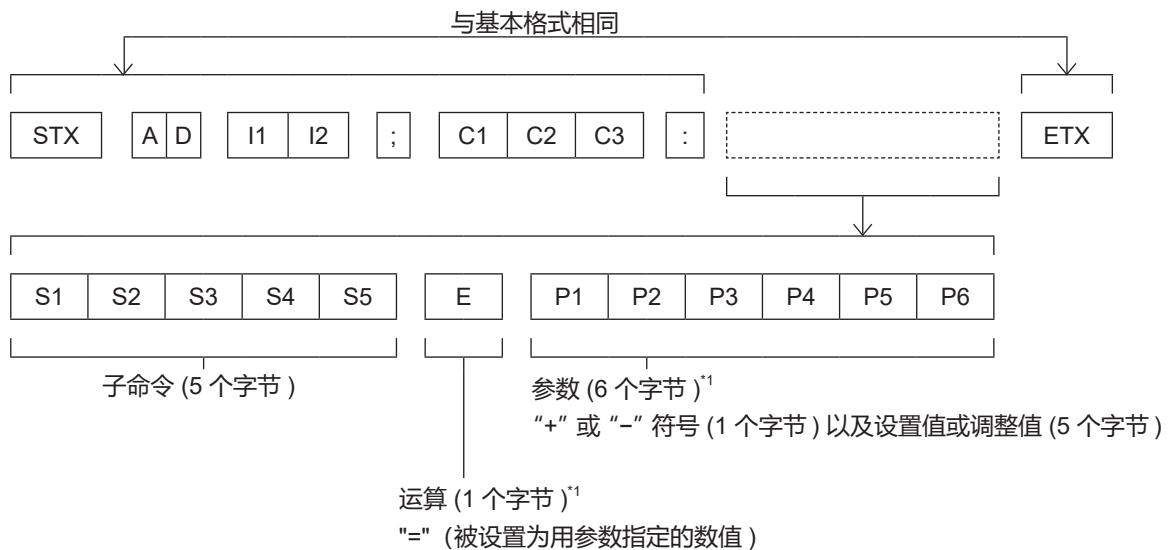 与基本格式相同
STX A D I1 I2 ; C1 C2 C3 : ETX
S1 S2 S3 S4 S5 E P1 P2 P3 P4 P5 P6
子命令 (5 个字节 )
参数 (6 个字节 )*1
“+” 或 “−” 符号 (1 个字节 ) 以及设置值或调整值 (5 个字节 )
运算 (1 个字节 )*1
"="（被设置为用参数指定的数值 )